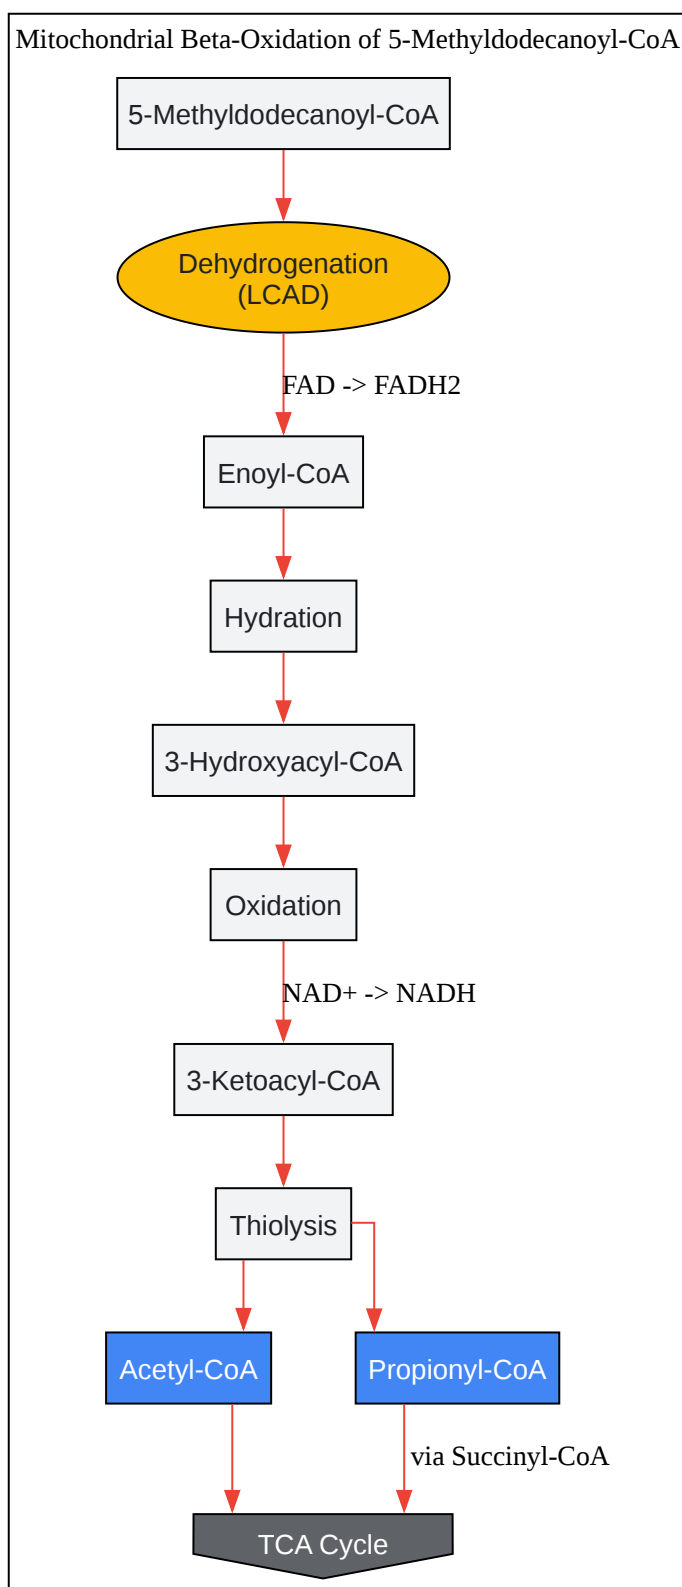 Mitochondrial Beta-Oxidation of 5-Methyldodecanoyl-CoA
5-Methyldodecanoyl-CoA
Dehydrogenation
(LCAD)
FAD -> FADH2
Enoyl-CoA
Hydration
3-Hydroxyacyl-CoA
Oxidation
NAD+ -> NADH
3-Ketoacyl-CoA
Thiolysis
Acetyl-CoA
Propionyl-CoA
via Succinyl-CoA
TCA Cycle